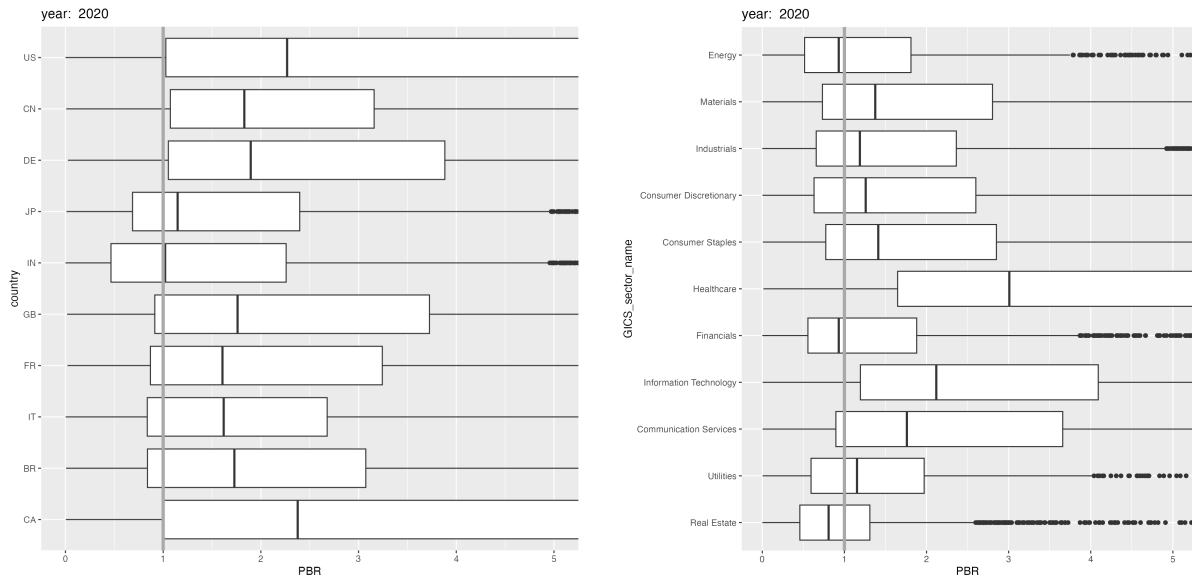 year: 2020
country
US
CN
DE
JP
IN
GB
FR
IT
BR
CA
0 1 2 3 4 5
PBR
year: 2020
GICS_sector_name
Energy
Materials
Industrials
Consumer Discretionary
Consumer Staples
Healthcare
Financials
Information Technology
Communication Services
Utilities
Real Estate
0 1 2 3 4 5
PBR